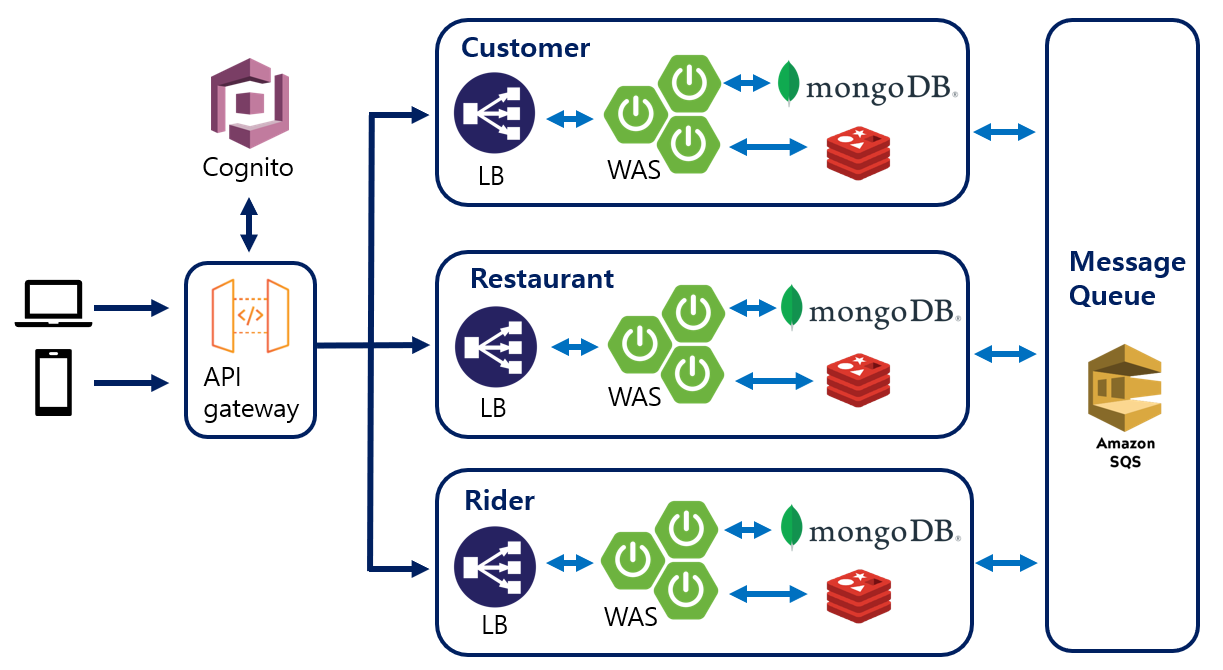 Cognito
API
gateway
Customer
LB
WAS
mongoDB®
Restaurant
LB
WAS
mongoDB®
Rider
LB
WAS
mongoDB®
Message
Queue
Amazon
SQS